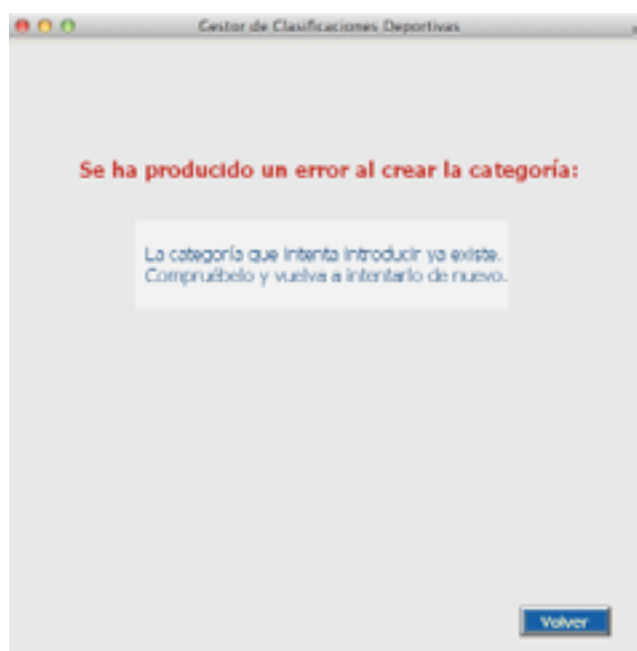 Gestor de Clasificaciones Deportivas
Se ha producido un error al crear la categoría:
La categoría que intenta introducir ya existe.
Compruébelo y vuelva a intentarlo de nuevo.
Volver